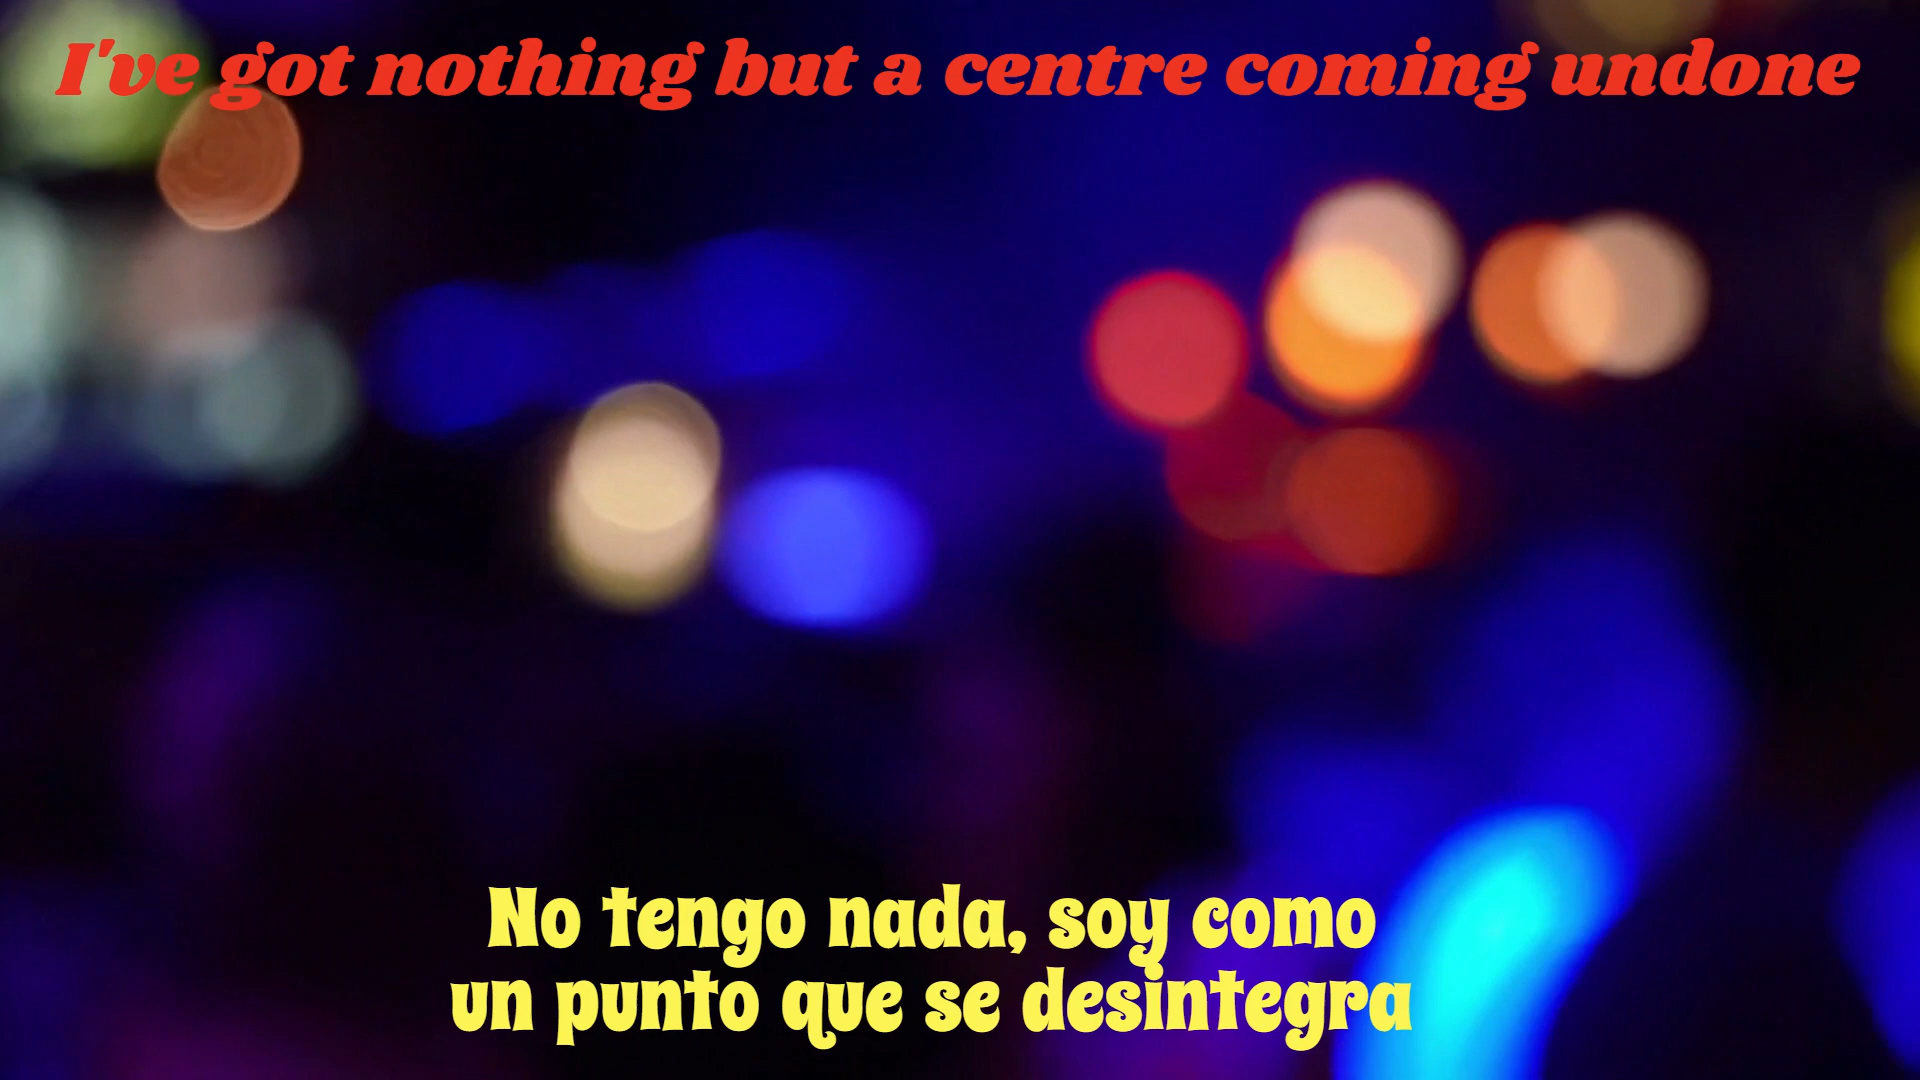 I've got nothing but a centre coming undone
No tengo nada, soy como
un punto que se desintegra